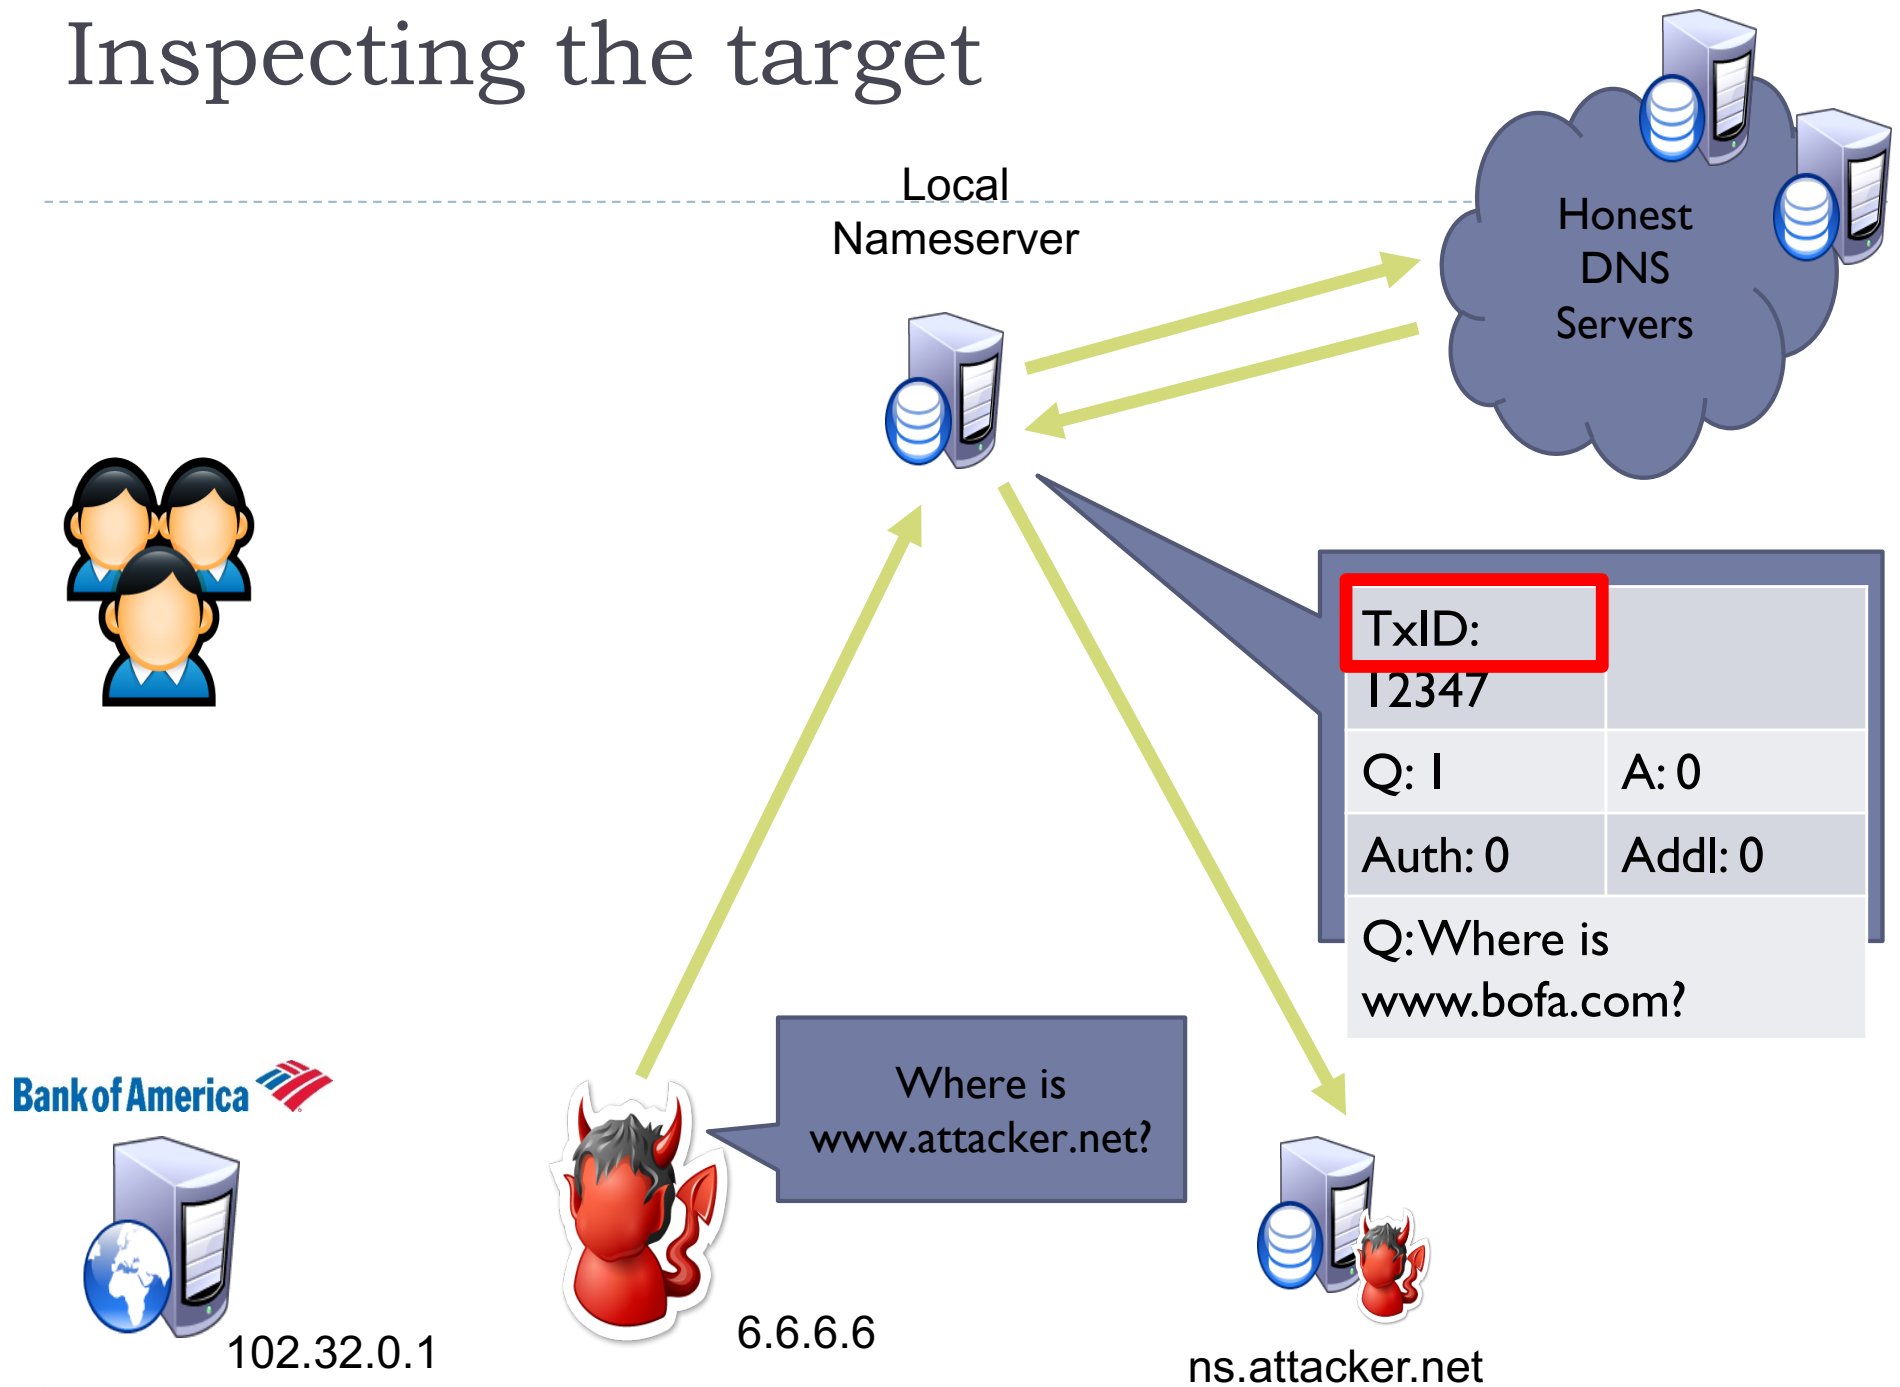 Inspecting the target
Local
Nameserver
Honest
DNS
Servers
TxID:
12347
Q: 1
A: 0
Auth: 0
Addl: 0
Q: Where is
www.bofa.com?
Where is
www.attacker.net?
Bank of America
102.32.0.1
6.6.6.6
ns.attacker.net